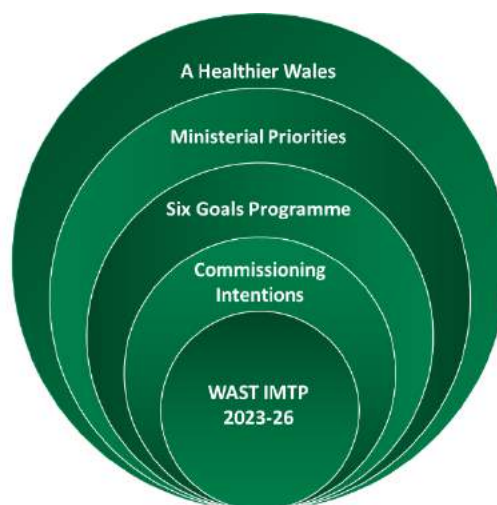 A Healthier Wales
Ministerial Priorities
Six Goals Programme
Commissioning
Intentions
WAST IMTP
2023-26